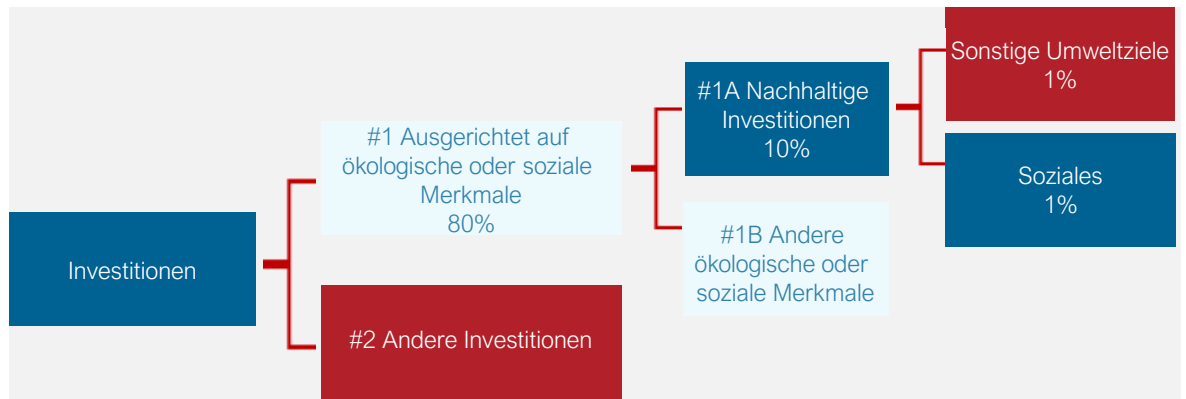 Investitionen
#1 Ausgerichtet auf
ökologische oder soziale
Merkmale
80%
#2 Andere Investitionen
#1A Nachhaltige
Investitionen
10%
#1B Andere
ökologische oder
soziale Merkmale
Sonstige Umweltziele
1%
Soziales
1%